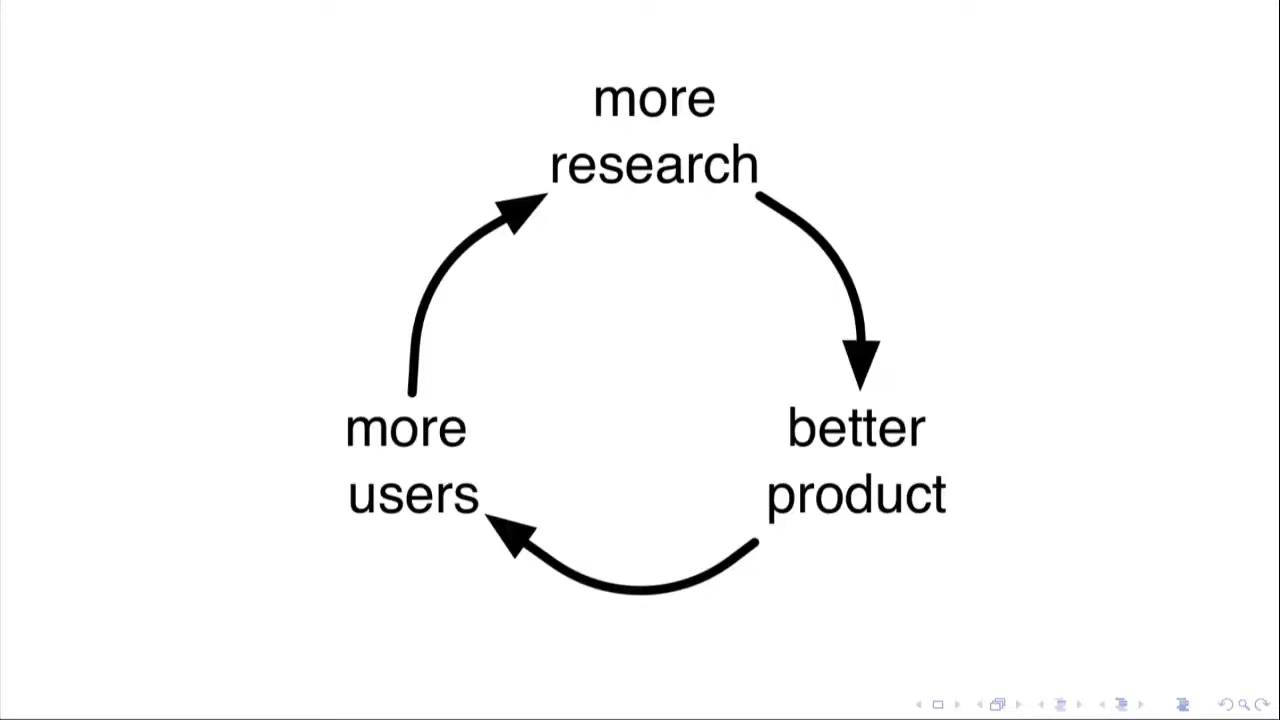 more
research
better
product
more
users